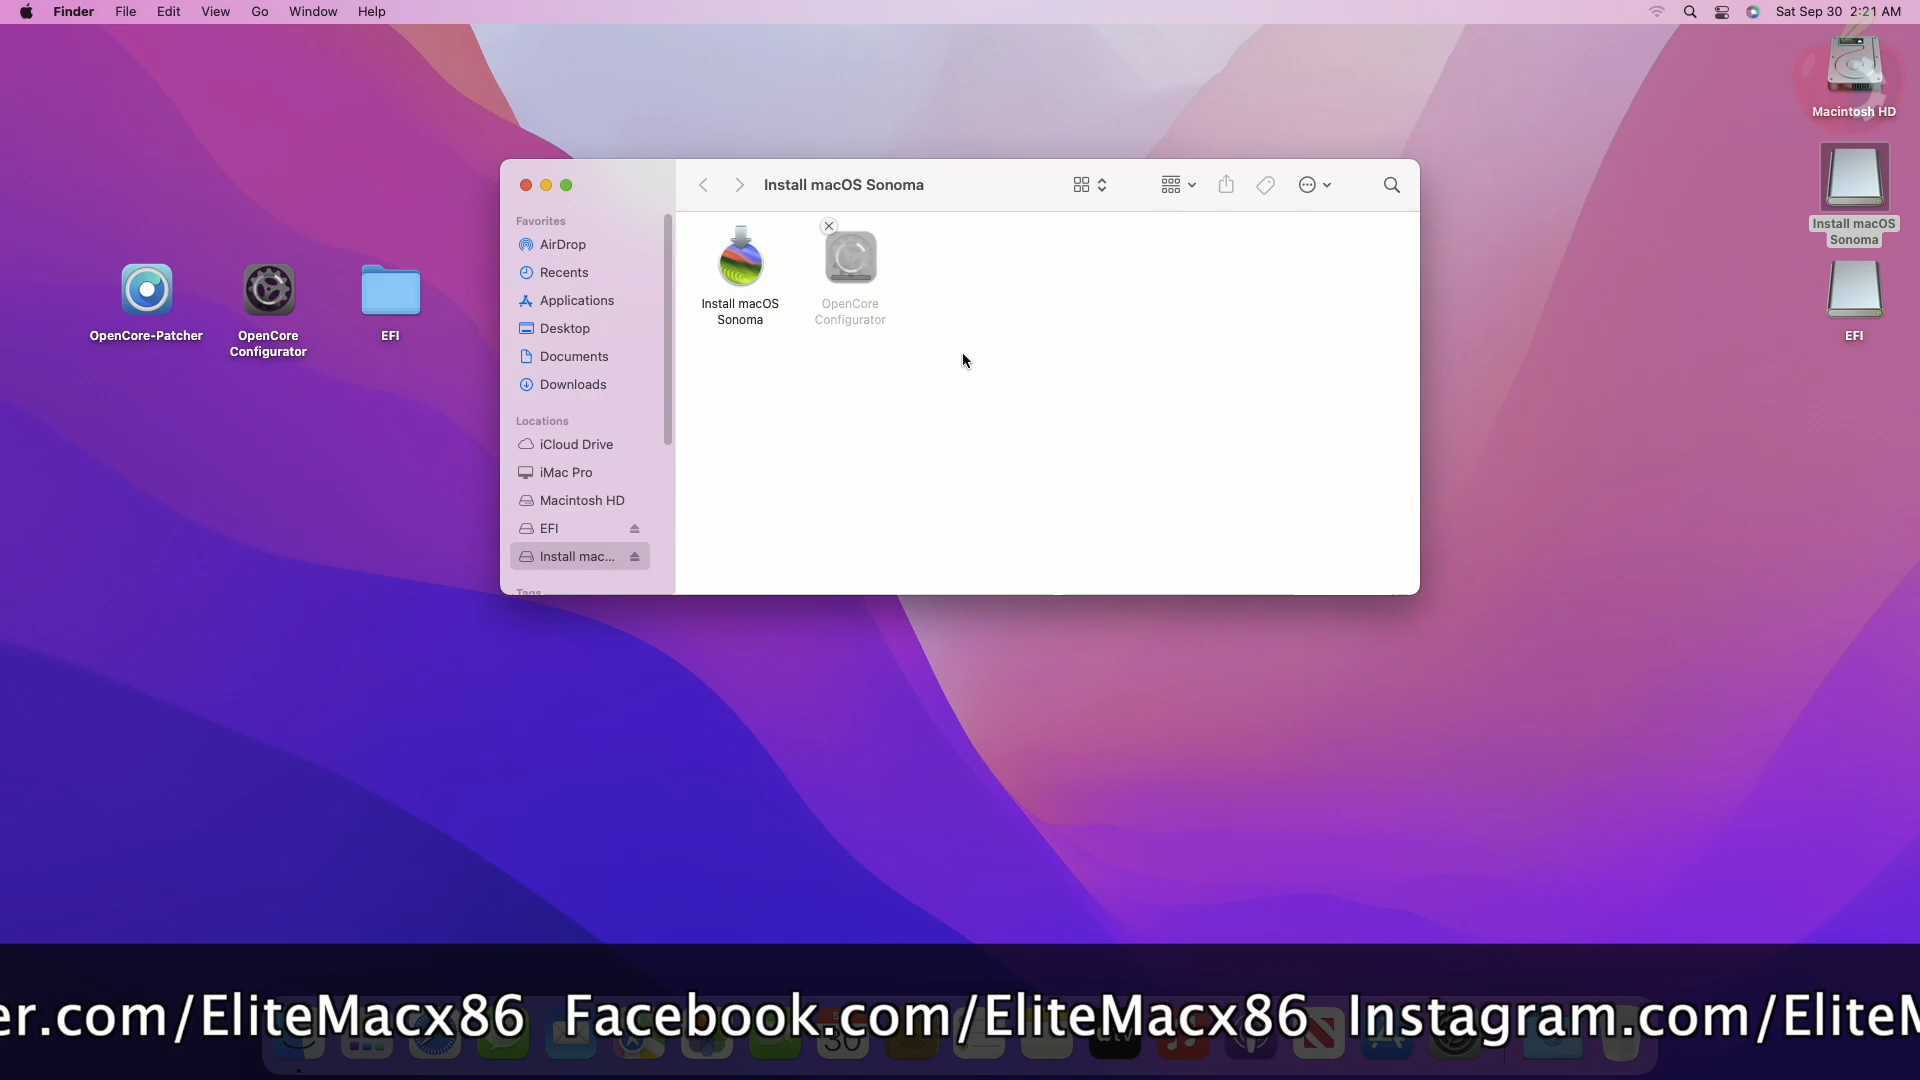 Finder File Edit View Go Window Help Sat Sep 30 2:21 AM
Macintosh HD
Install macOS Sonoma
Favorites
AirDrop
Recents
Applications
Desktop
Documents
Downloads
Locations
iCloud Drive
iMac Pro
Macintosh HD
EFI
Install mac...
Tags
Install macOS
Sonoma
OpenCore
Configurator
OpenCore-Patcher
OpenCore
Configurator
EFI
Install macOS
Sonoma
EFI
er.com/EliteMacx86 Facebook.com/EliteMacx86 Instagram.com/EliteM
30
tv